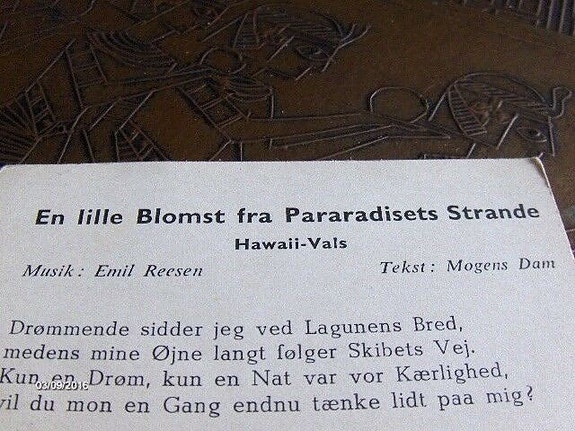 En lille Blomst fra Pararadisets Strande
Hawaii-Vals
Musik: Emil Reesen Tekst: Mogens Dam
Drømmende sidder jeg ved Lagunens Bred,
medens mine Øjne langt følger Skibets Vej.
Kun en Drøm, kun en Nat var vor Kærlighed,
vil du mon en Gang endnu tænke lidt paa mig?
03/09/2016